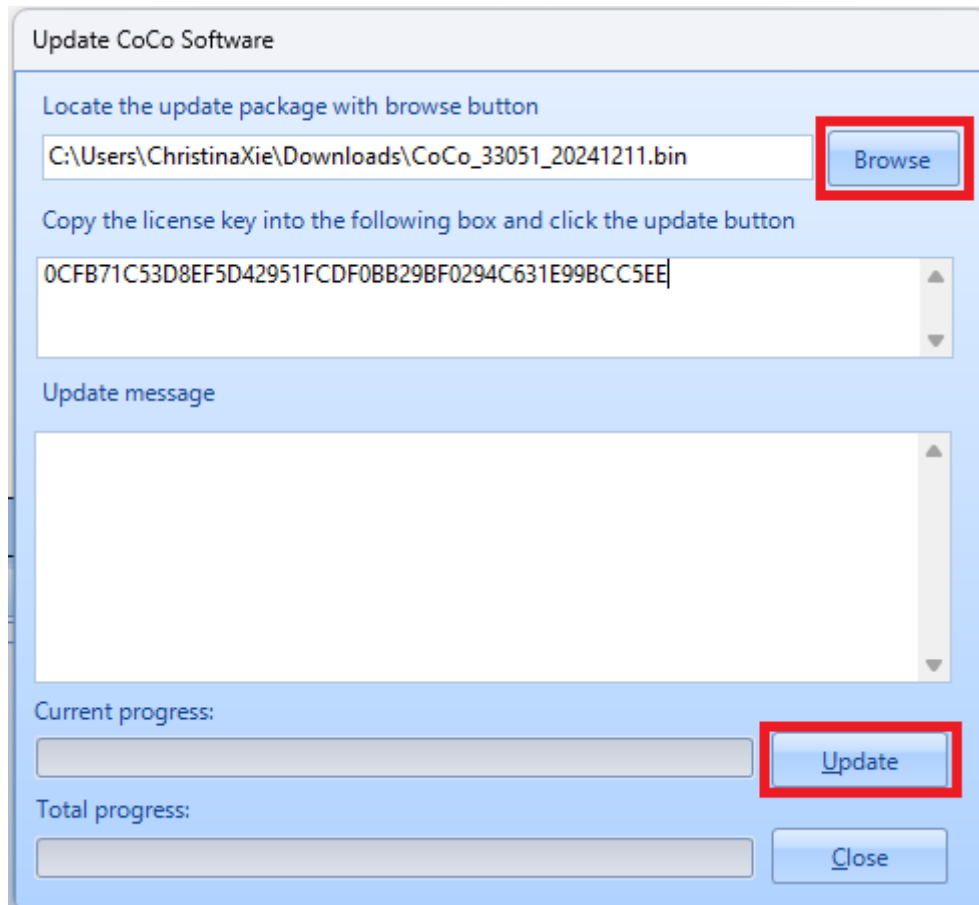 Update CoCo Software
Locate the update package with browse button
C:\Users\ChristinaXie\Downloads\CoCo_33051_20241211.bin
Browse
Copy the license key into the following box and click the update button
0CFB71C53D8EF5D42951FCDF0BB29BF0294C631E99BCC5EE
Update message
Current progress:
Update
Total progress:
Close